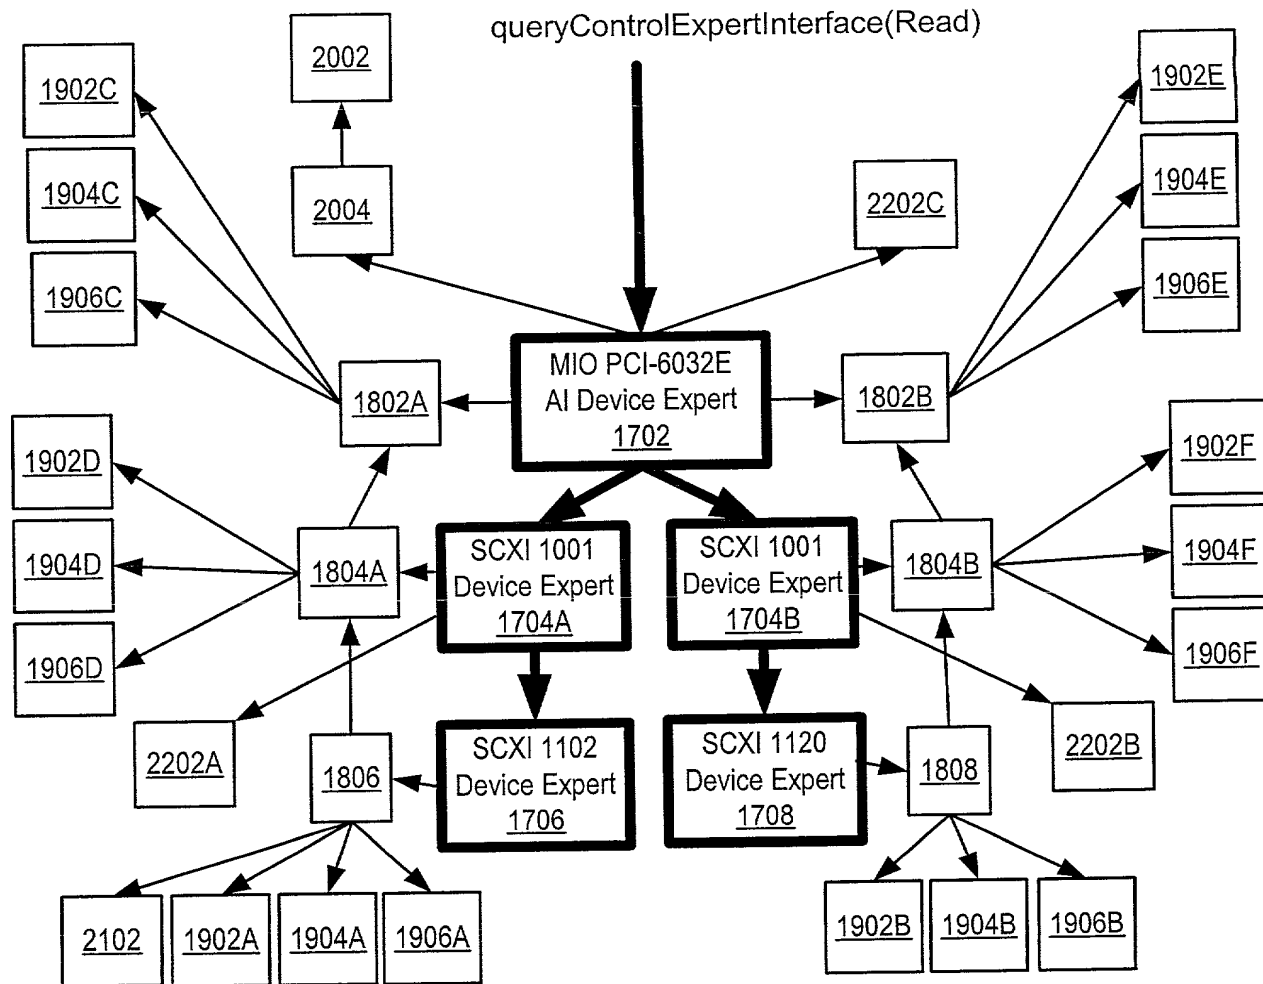 queryControlExpertInterface(Read)
2002
1902C
1902E
1904C
2004
2202C
1904E
1906C
1906E
MIO PCI-6032E
AI Device Expert
1702
1802A
1802B
1902D
1902F
1904D
1804A
SCXI 1001
Device Expert
1704A
SCXI 1001
Device Expert
1704B
1804B
1904F
1906D
1906F
2202A
1806
SCXI 1102
Device Expert
1706
SCXI 1120
Device Expert
1708
1808
2202B
2102
1902A
1904A
1906A
1902B
1904B
1906B